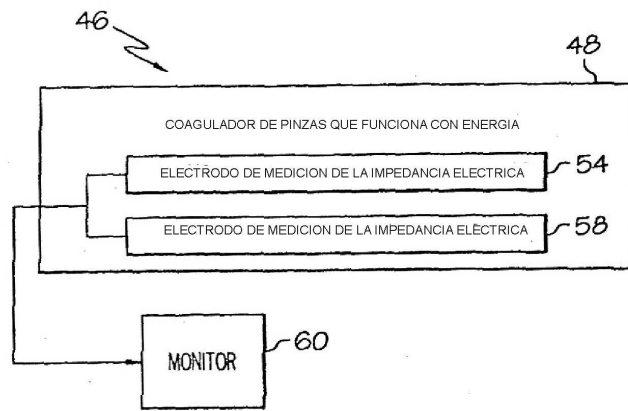 46
48
COAGULADOR DE PINZAS QUE FUNCIONA CON ENERGIA
ELECTRODO DE MEDICION DE LA IMPEDANCIA ELECTRICA
54
ELECTRODO DE MEDICION DE LA IMPEDANCIA ELÈCTRICA
58
MONITOR
60